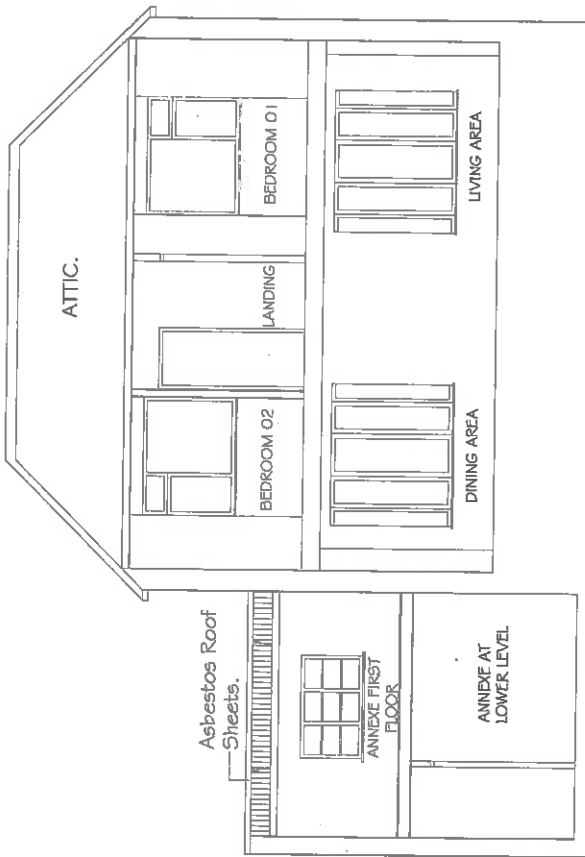 ATTIC.
BEDROOM 02
LANDING
BEDROOM 01
DINING AREA
LIVING AREA
Asbestos Roof
Sheets.
ANNEXE FIRST
FLOOR
ANNEXE AT
LOWER LEVEL